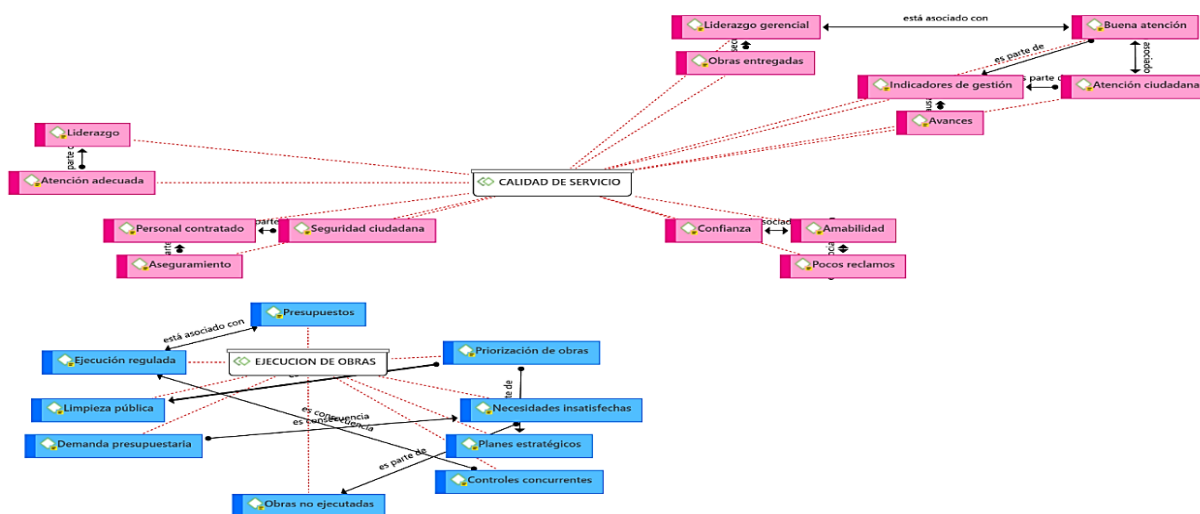 Liderazgo gerencial
está asociado con
Buena atención
Obras entregadas
es parte de
asociado
Indicadores de gestión
Atención ciudadana
Avances
Liderazgo
parte
Atención adecuada
CALIDAD DE SERVICIO
Personal contratado
Seguridad ciudadana
Confianza
Amabilidad
parte
Aseguramiento
Pocos reclamos
Presupuestos
está asociado con
Ejecución regulada
EJECUCION DE OBRAS
Priorización de obras
Limpieza pública
Necesidades insatisfechas
es consecuencia
es consecuencia
Demanda presupuestaria
Planes estratégicos
es parte de
Controles concurrentes
Obras no ejecutadas